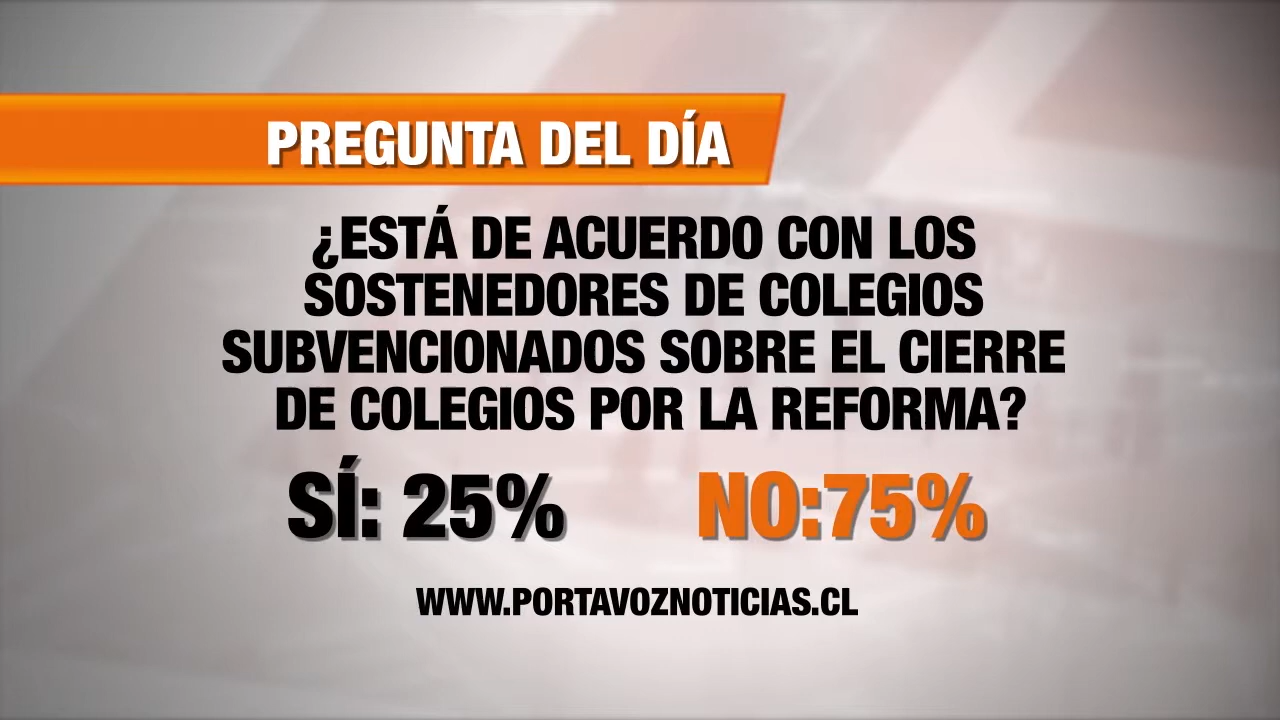 PREGUNTA DEL DÍA
¿ESTÁ DE ACUERDO CON LOS
SOSTENEDORES DE COLEGIOS
SUBVENCIONADOS SOBRE EL CIERRE
DE COLEGIOS POR LA REFORMA?
SÍ: 25% NO:75%
WWW.PORTAVOZNOTICIAS.CL